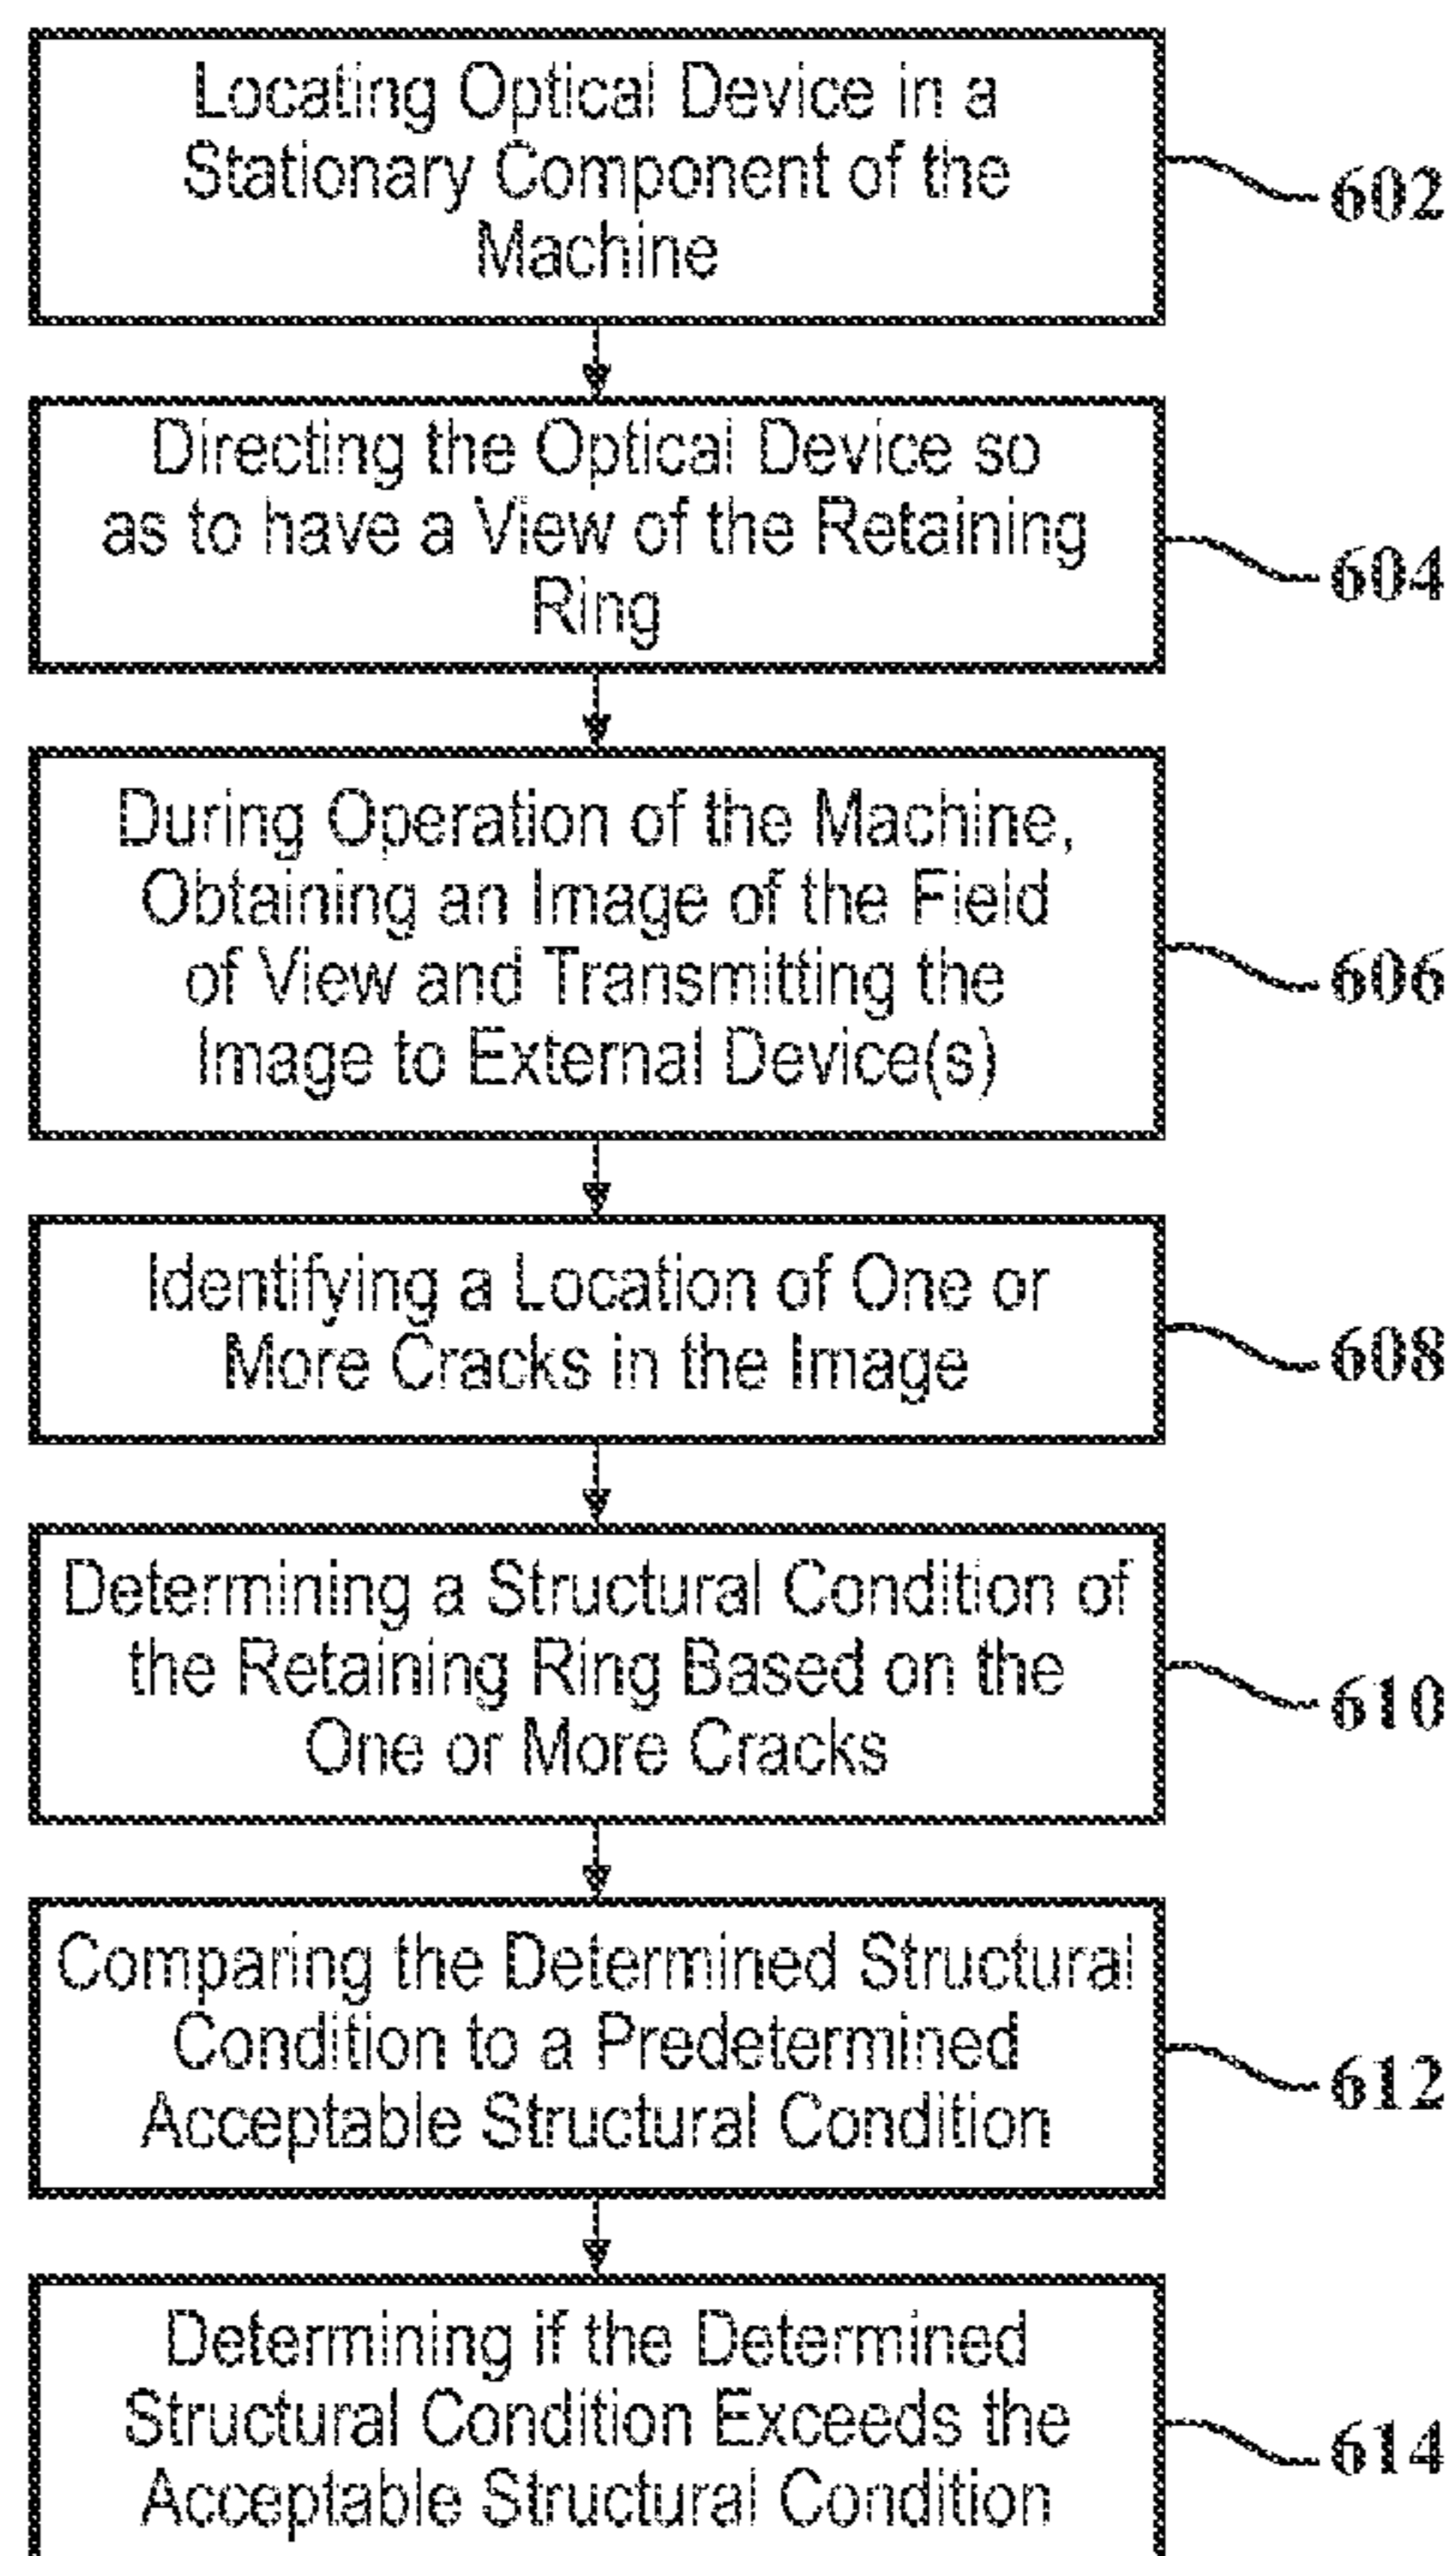 Locating Optical Device in a
Stationary Component of the
Machine
602
Directing the Optical Device so
as to have a View of the Retaining
Ring
604
During Operation of the Machine,
Obtaining an Image of the Field
of View and Transmitting the
Image to External Device(s)
606
Identifying a Location of One or
More Cracks in the Image
608
Determining a Structural Condition of
the Retaining Ring Based on the
One or More Cracks
610
Comparing the Determined Structural
Condition to a Predetermined
Acceptable Structural Condition
612
Determining if the Determined
Structural Condition Exceeds the
Acceptable Structural Condition
614